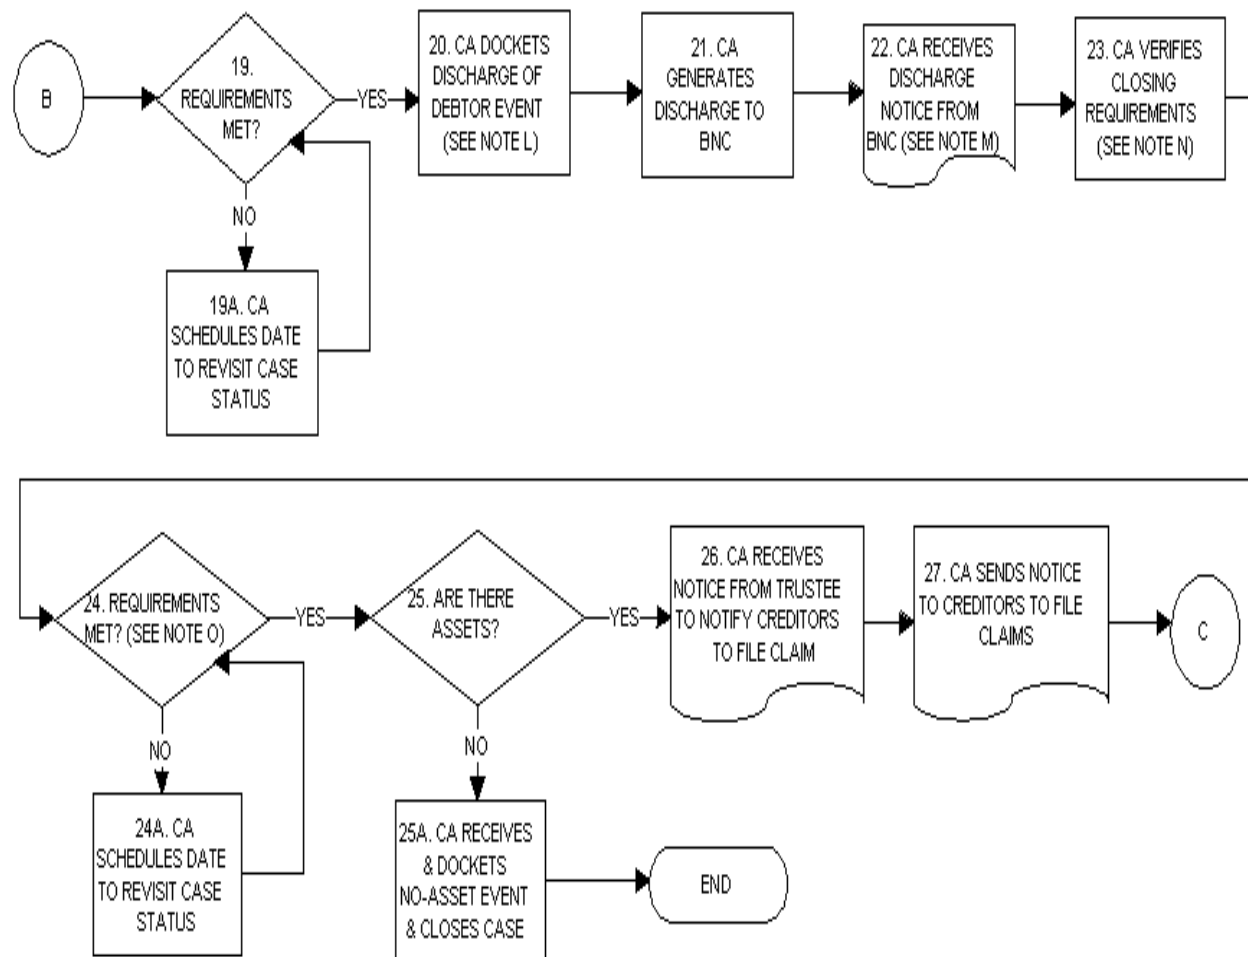 B
19.
REQUIREMENTS
MET?
YES
NO
19A. CA
SCHEDULES DATE
TO REVISIT CASE
STATUS
20. CA DOCKETS
DISCHARGE OF
DEBTOR EVENT
(SEE NOTE L)
21. CA
GENERATES
DISCHARGE TO
BNC
22. CA RECEIVES
DISCHARGE
NOTICE FROM
BNC (SEE NOTE M)
23. CA VERIFIES
CLOSING
REQUIREMENTS
(SEE NOTE N)
24. REQUIREMENTS
MET? (SEE NOTE O)
YES
NO
24A. CA
SCHEDULES DATE
TO REVISIT CASE
STATUS
25. ARE THERE
ASSETS?
YES
NO
25A. CA RECEIVES
& DOCKETS
NO-ASSET EVENT
& CLOSES CASE
END
26. CA RECEIVES
NOTICE FROM TRUSTEE
TO NOTIFY CREDITORS
TO FILE CLAIM
27. CA SENDS NOTICE
TO CREDITORS TO FILE
CLAIMS
C